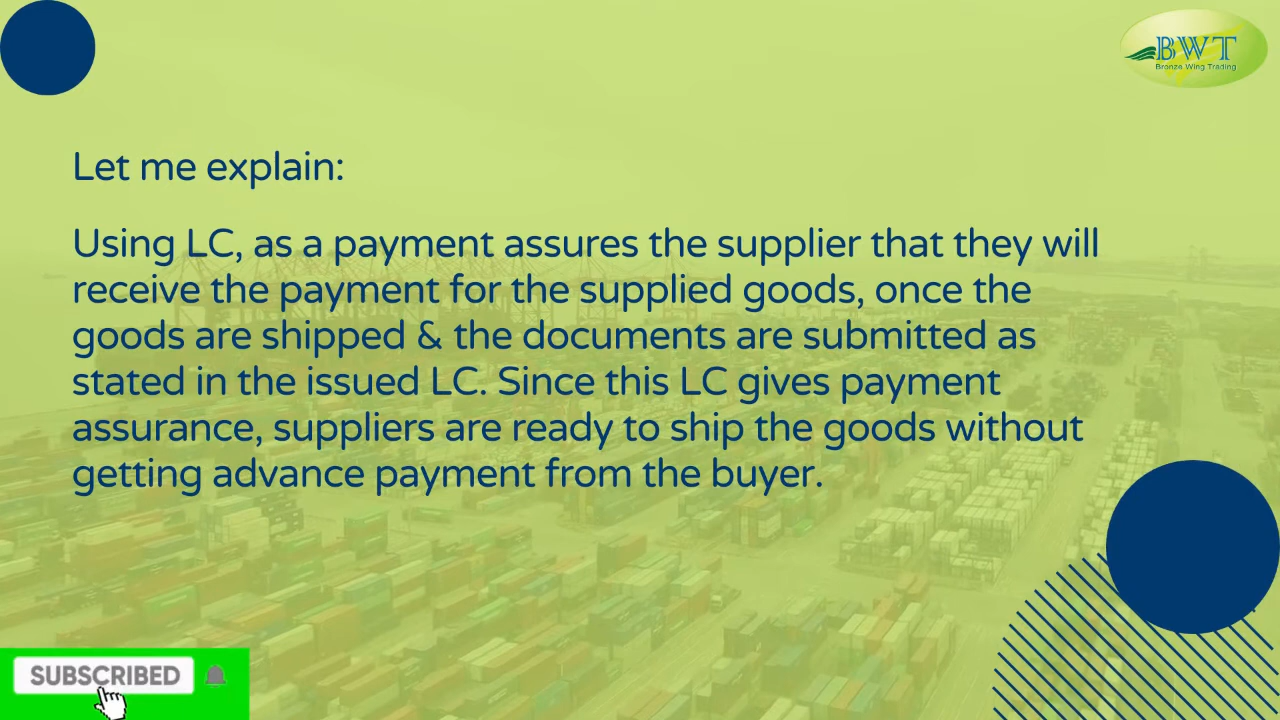 BWT
Bronze Wing Trading
Let me explain:
Using LC, as a payment assures the supplier that they will
receive the payment for the supplied goods, once the
goods are shipped & the documents are submitted as
stated in the issued LC. Since this LC gives payment
assurance, suppliers are ready to ship the goods without
getting advance payment from the buyer.
SUBSCRIBED